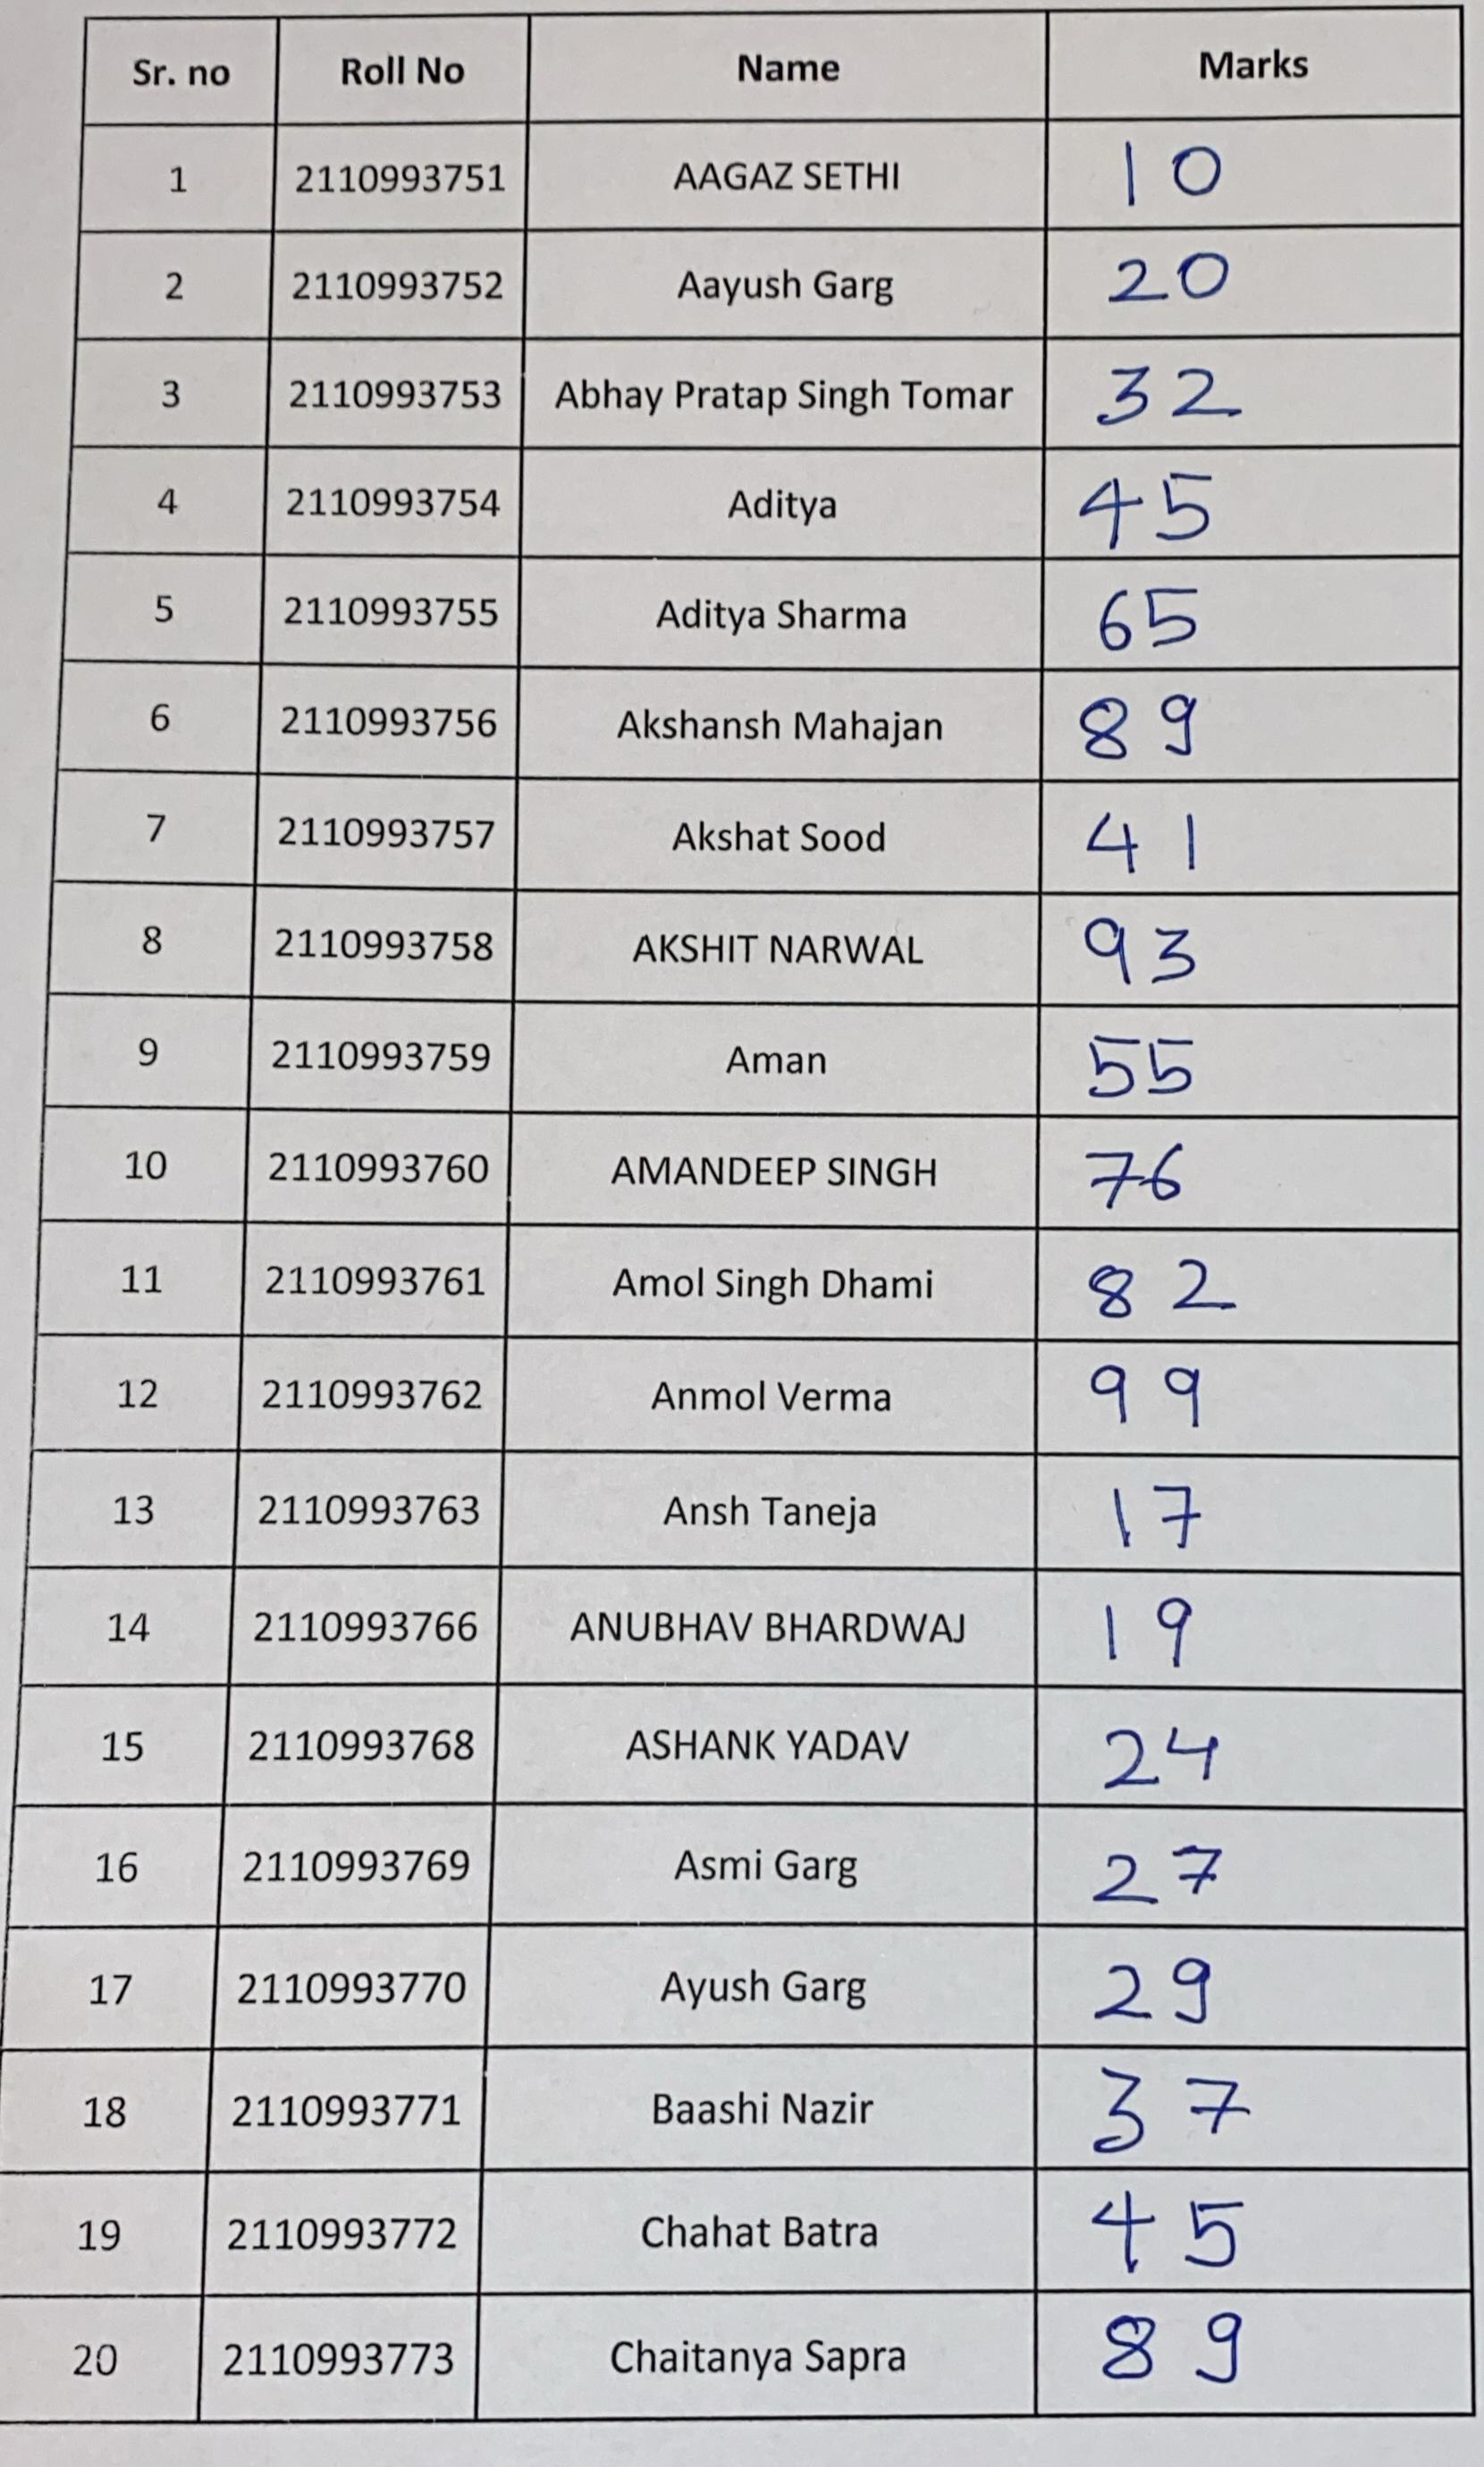 Sr. no Roll No Name Marks
1 2110993751 AAGAZ SETHI 10
2 2110993752 Aayush Garg 20
3 2110993753 Abhay Pratap Singh Tomar 32
4 2110993754 Aditya 45
5 2110993755 Aditya Sharma 65
6 2110993756 Akshansh Mahajan 89
7 2110993757 Akshat Sood 41
8 2110993758 AKSHIT NARWAL 93
9 2110993759 Aman 55
10 2110993760 AMANDEEP SINGH 76
11 2110993761 Amol Singh Dhami 82
12 2110993762 Anmol Verma 99
13 2110993763 Ansh Taneja 17
14 2110993766 ANUBHAV BHARDWAJ 19
15 2110993768 ASHANK YADAV 24
16 2110993769 Asmi Garg 27
17 2110993770 Ayush Garg 29
18 2110993771 Baashi Nazir 37
19 2110993772 Chahat Batra 45
20 2110993773 Chaitanya Sapra 89